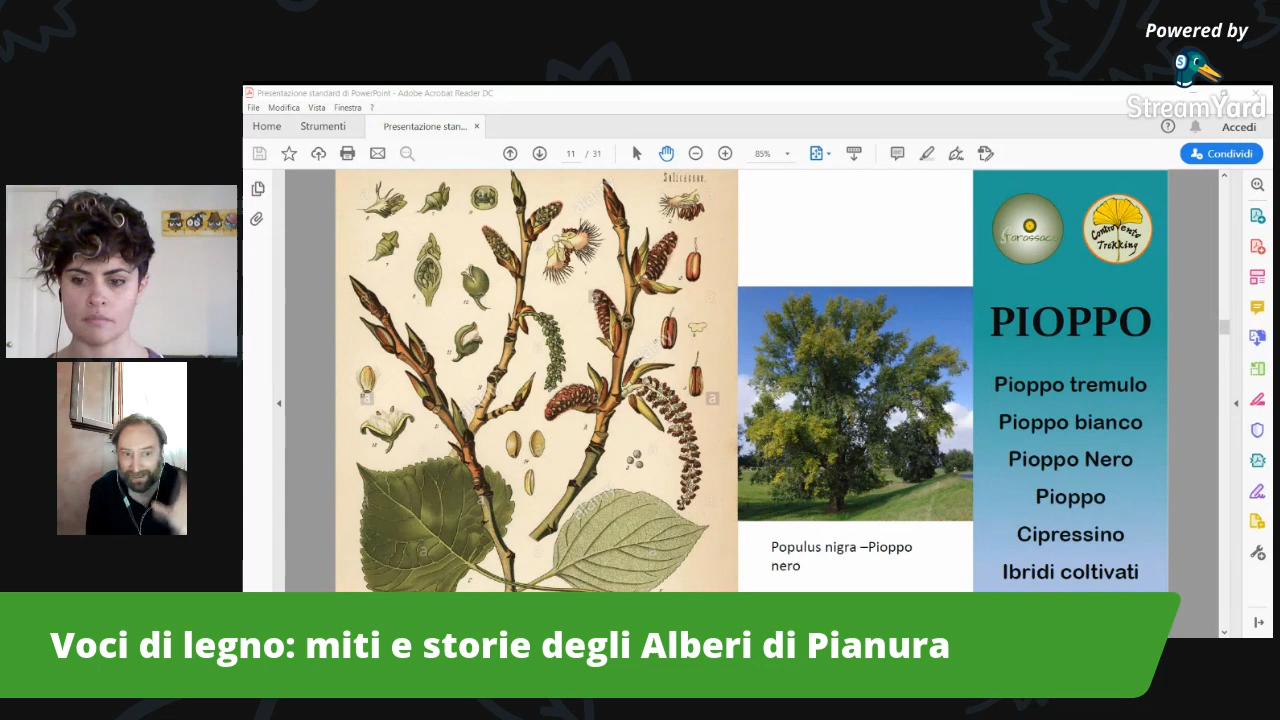 Powered by
StreamYard
Presentazione standard di PowerPoint - Adobe Acrobat Reader DC
File Modifica Vista Finestra ?
Home Strumenti Presentazione stan... ×
Accedi
11 / 31
85%
Condividi
Salicaceae.
Tarassaco
Controvento
Trekking
PIOPPO
Pioppo tremulo
Pioppo bianco
Pioppo Nero
Pioppo
Cipressino
Ibridi coltivati
Populus nigra –Pioppo
nero
alamy
a
Voci di legno: miti e storie degli Alberi di Pianura